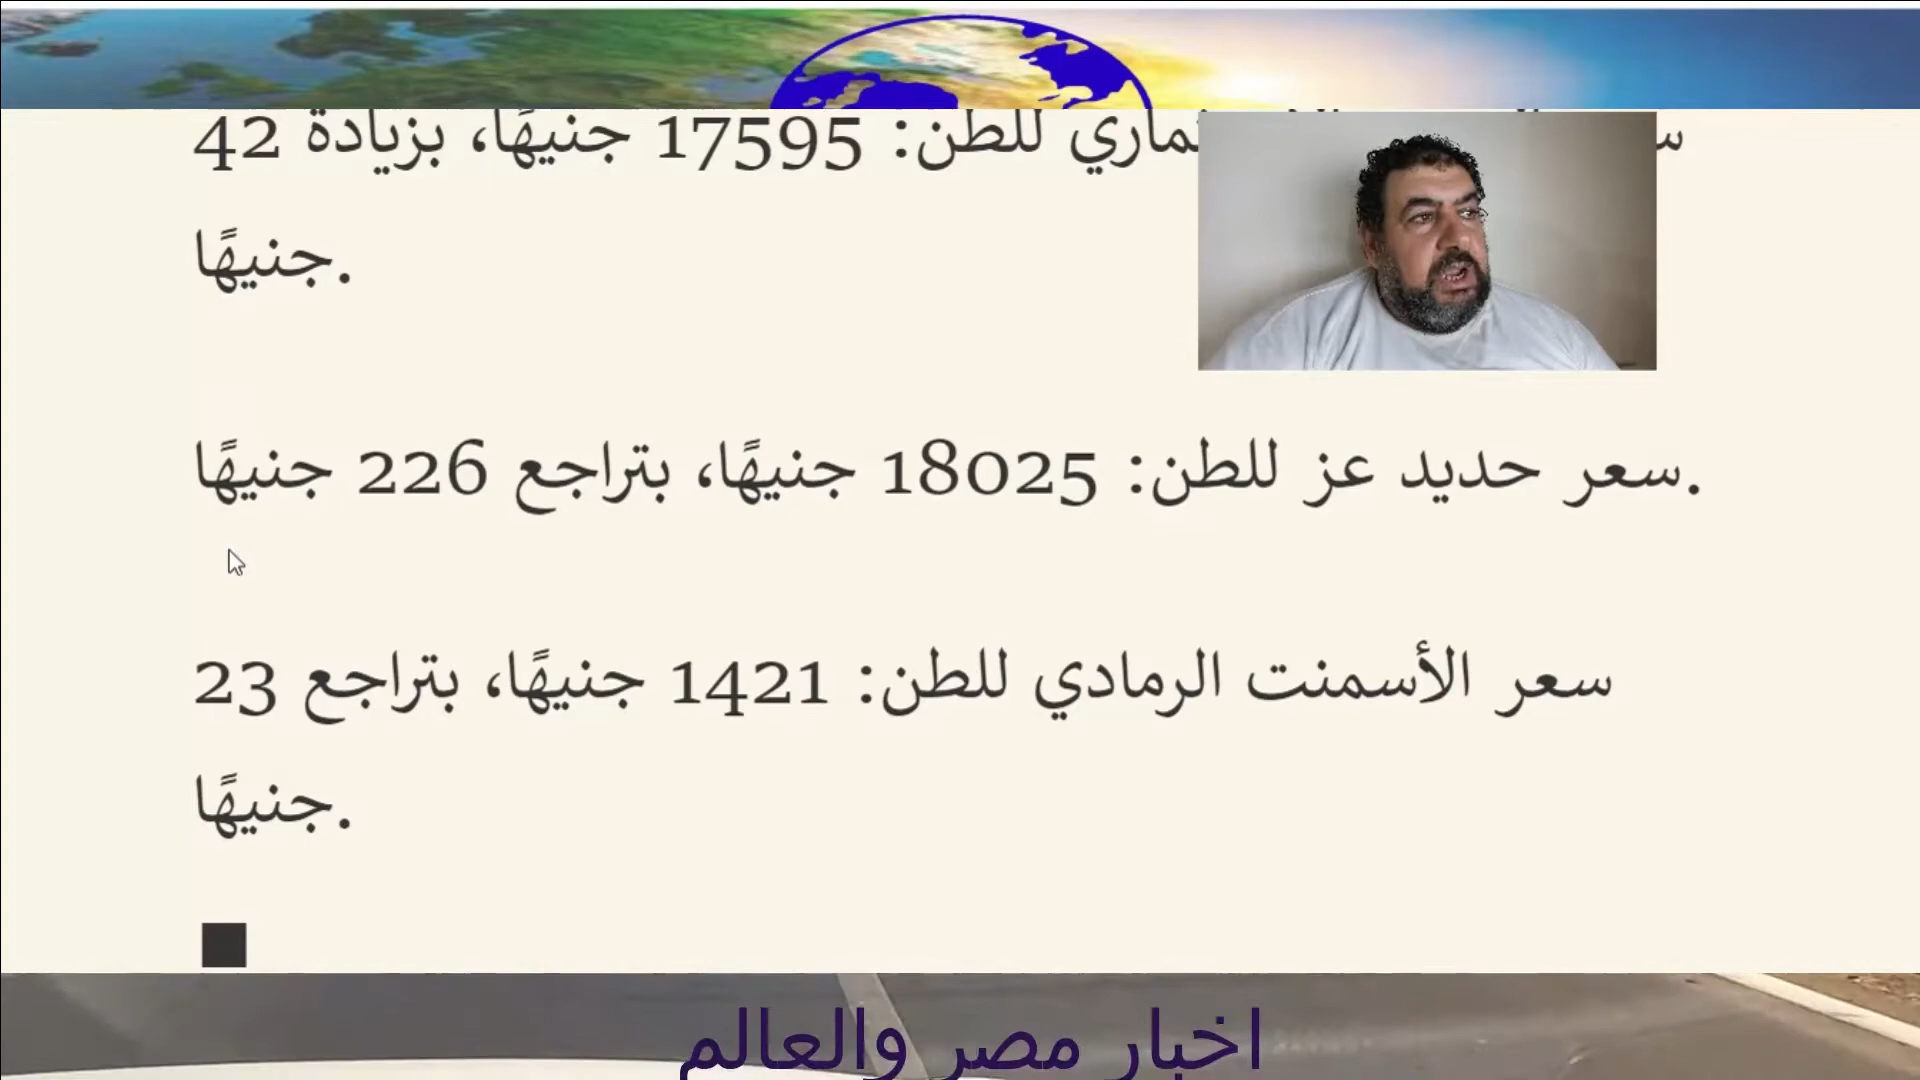 للطن: 17595 جنيهًا، بزيادة 42
جنيهًا.
سعر حديد عز للطن: 18025 جنيهًا، بتراجع 226 جنيهًا.
سعر الأسمنت الرمادي للطن: 1421 جنيهًا، بتراجع 23
جنيهًا.
اخبار مصر والعالم